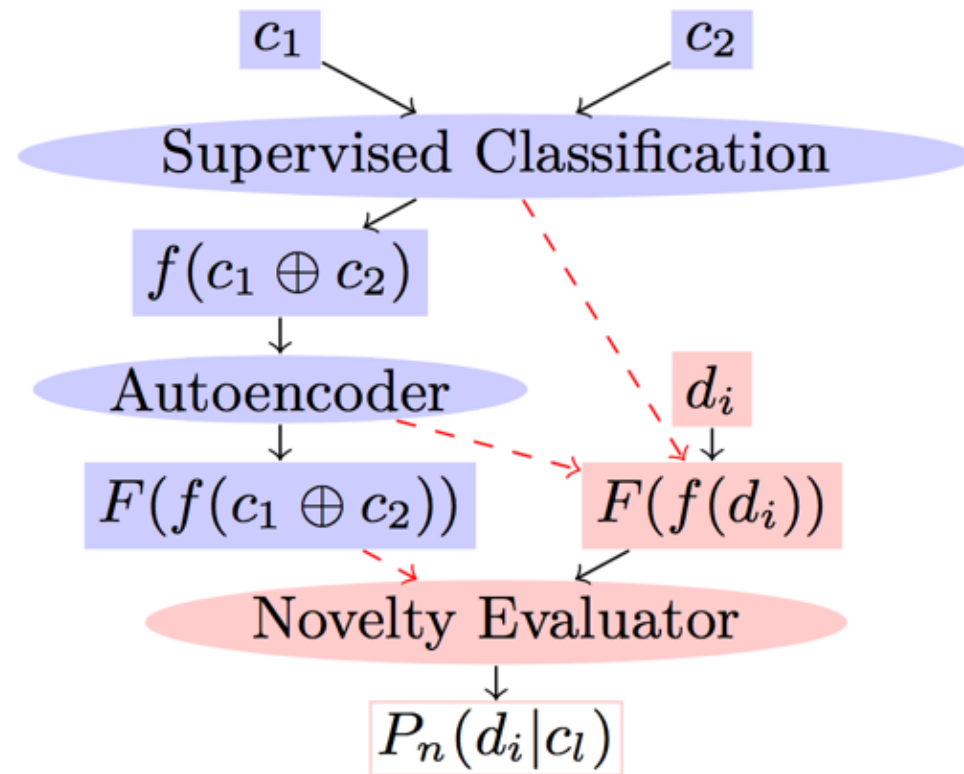 c₁ c₂
Supervised Classification
f(c₁ ⊕ c₂)
Autoencoder dᵢ
F(f(c₁ ⊕ c₂)) F(f(dᵢ))
Novelty Evaluator
Pₙ(dᵢ|cₗ)